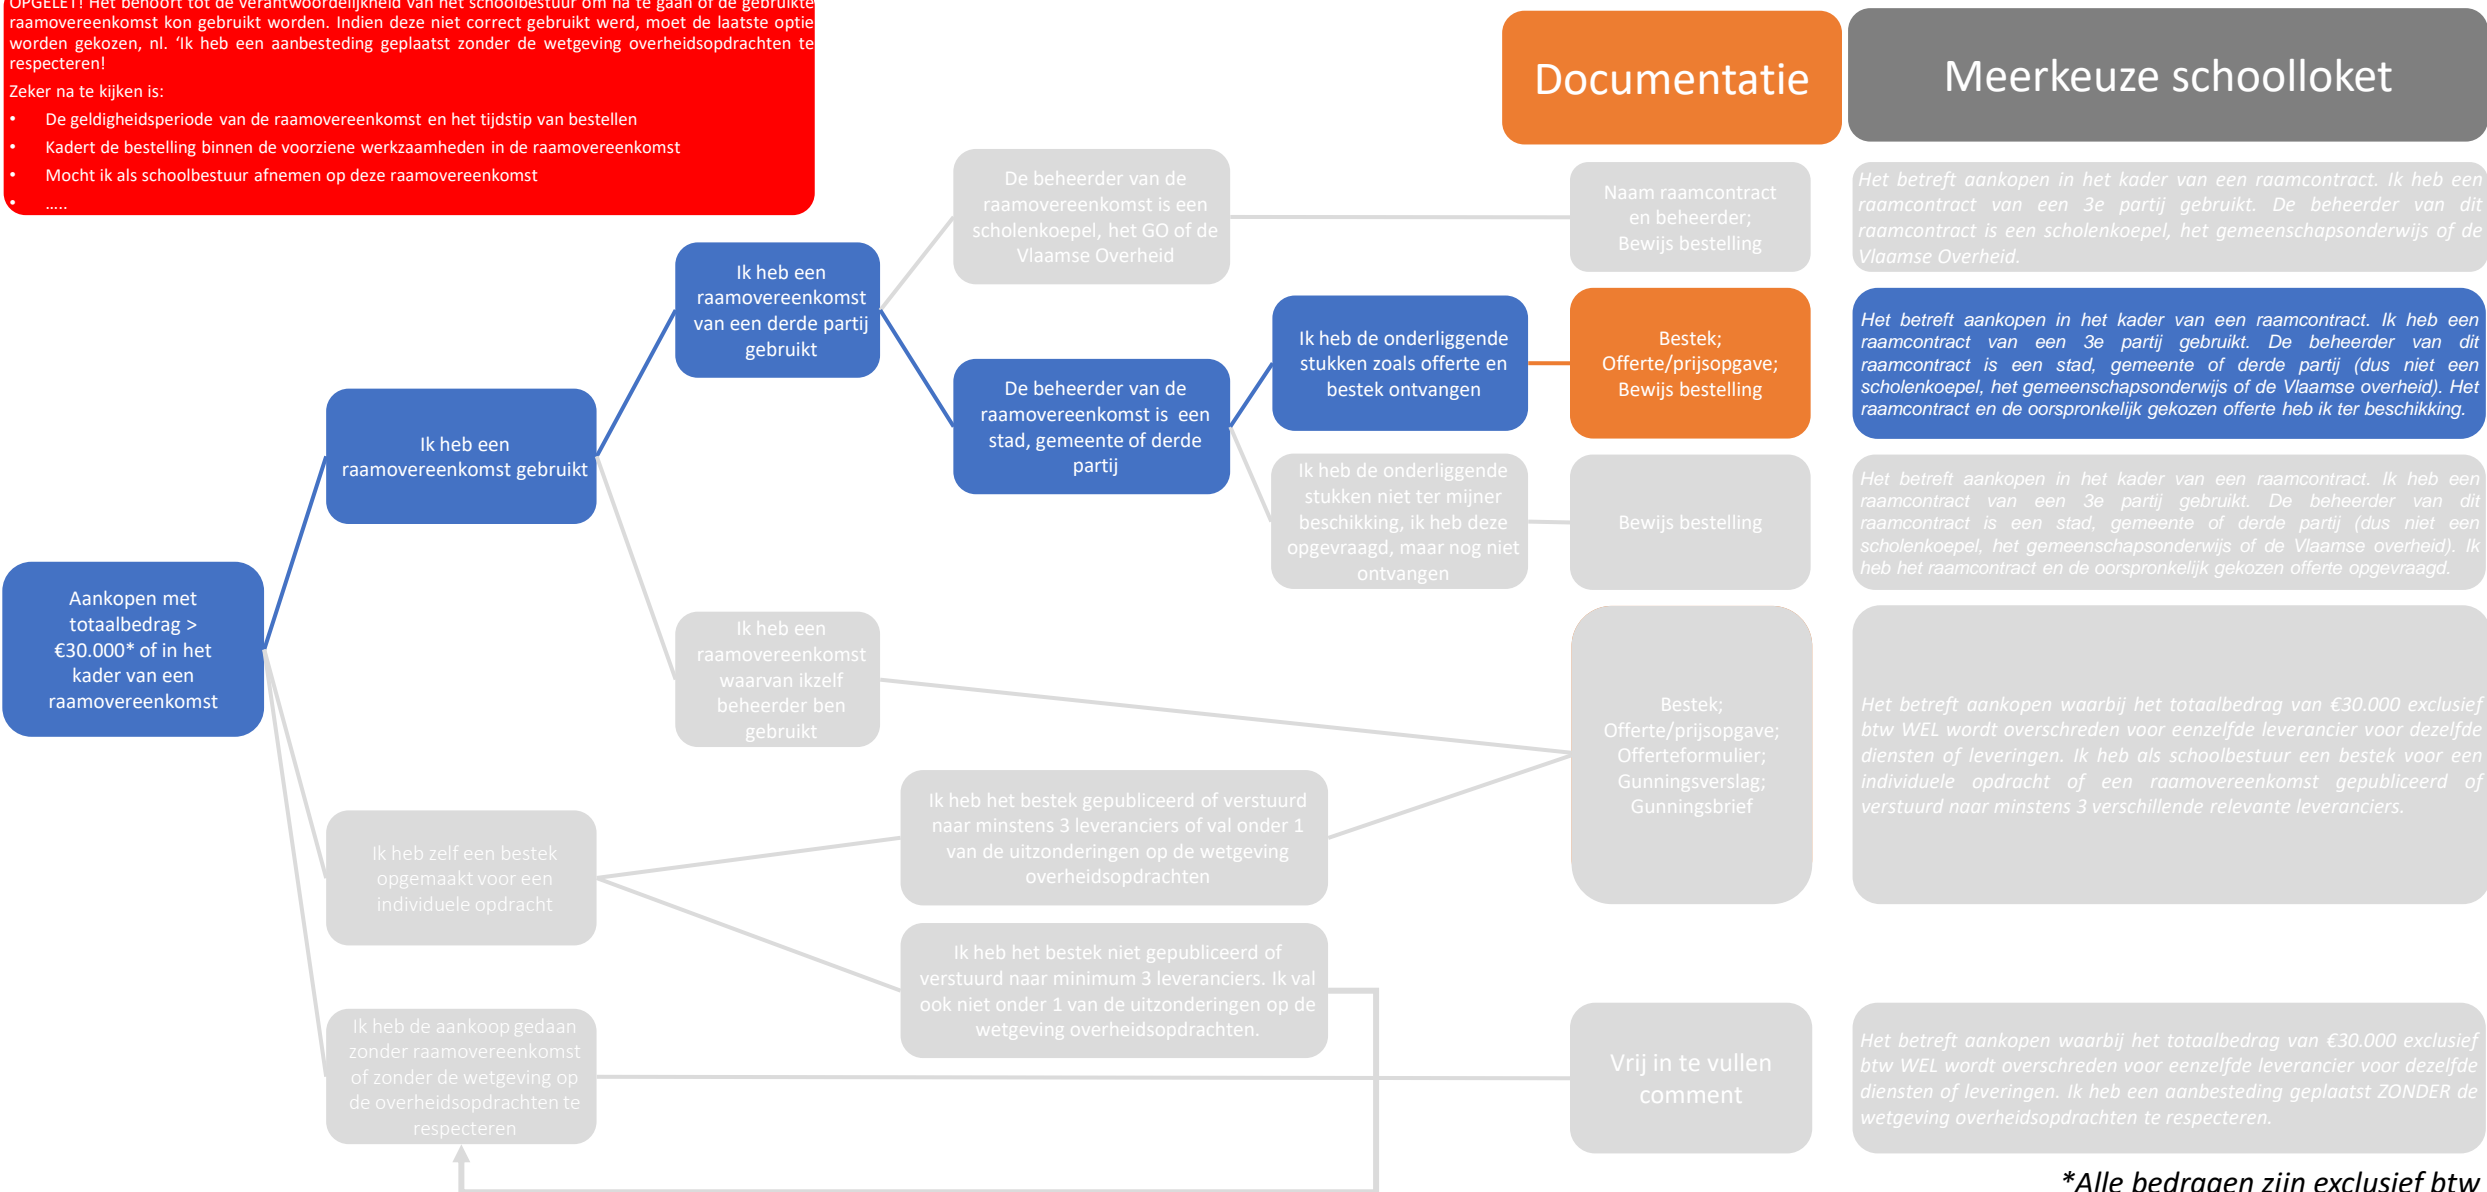 OPGELET! Het behoort tot de verantwoordelijkheid van het schoolbestuur om na te gaan of de gebruikte
raamovereenkomst kon gebruikt worden. Indien deze niet correct gebruikt werd, moet de laatste optie
worden gekozen, nl. ‘Ik heb een aanbesteding geplaatst zonder de wetgeving overheidsopdrachten te
respecteren!
Zeker na te kijken is:
• De geldigheidsperiode van de raamovereenkomst en het tijdstip van bestellen
• Kadert de bestelling binnen de voorziene werkzaamheden in de raamovereenkomst
• Mocht ik als schoolbestuur afnemen op deze raamovereenkomst
• …..
Documentatie
Meerkeuze schoolloket
Aankopen met
totaalbedrag >
€30.000* of in het
kader van een
raamovereenkomst
Ik heb een
raamovereenkomst gebruikt
Ik heb een
raamovereenkomst
van een derde partij
gebruikt
De beheerder van de
raamovereenkomst is een
scholenkoepel, het GO of de
Vlaamse Overheid
Naam raamcontract
en beheerder;
Bewijs bestelling
Het betreft aankopen in het kader van een raamcontract. Ik heb een
raamcontract van een 3e partij gebruikt. De beheerder van dit
raamcontract is een scholenkoepel, het gemeenschapsonderwijs of de
Vlaamse Overheid.
De beheerder van de
raamovereenkomst is een
stad, gemeente of derde
partij
Ik heb de onderliggende
stukken zoals offerte en
bestek ontvangen
Bestek;
Offerte/prijsopgave;
Bewijs bestelling
Het betreft aankopen in het kader van een raamcontract. Ik heb een
raamcontract van een 3e partij gebruikt. De beheerder van dit
raamcontract is een stad, gemeente of derde partij (dus niet een
scholenkoepel, het gemeenschapsonderwijs of de Vlaamse overheid). Het
raamcontract en de oorspronkelijk gekozen offerte heb ik ter beschikking.
Ik heb de onderliggende
stukken niet ter mijner
beschikking, ik heb deze
opgevraagd, maar nog niet
ontvangen
Bewijs bestelling
Het betreft aankopen in het kader van een raamcontract. Ik heb een
raamcontract van een 3e partij gebruikt. De beheerder van dit
raamcontract is een stad, gemeente of derde partij (dus niet een
scholenkoepel, het gemeenschapsonderwijs of de Vlaamse overheid). Ik
heb het raamcontract en de oorspronkelijk gekozen offerte opgevraagd.
Ik heb een
raamovereenkomst
waarvan ikzelf
beheerder ben
gebruikt
Bestek;
Offerte/prijsopgave;
Offerteformulier;
Gunningsverslag;
Gunningsbrief
Het betreft aankopen waarbij het totaalbedrag van €30.000 exclusief
btw WEL wordt overschreden voor eenzelfde leverancier voor dezelfde
diensten of leveringen. Ik heb als schoolbestuur een bestek voor een
individuele opdracht of een raamovereenkomst gepubliceerd of
verstuurd naar minstens 3 verschillende relevante leveranciers.
Ik heb zelf een bestek
opgemaakt voor een
individuele opdracht
Ik heb het bestek gepubliceerd of verstuurd
naar minstens 3 leveranciers of val onder 1
van de uitzonderingen op de wetgeving
overheidsopdrachten
Ik heb het bestek niet gepubliceerd of
verstuurd naar minimum 3 leveranciers. Ik val
ook niet onder 1 van de uitzonderingen op de
wetgeving overheidsopdrachten.
Ik heb de aankoop gedaan
zonder raamovereenkomst
of zonder de wetgeving op
de overheidsopdrachten te
respecteren
Vrij in te vullen
comment
Het betreft aankopen waarbij het totaalbedrag van €30.000 exclusief
btw WEL wordt overschreden voor eenzelfde leverancier voor dezelfde
diensten of leveringen. Ik heb een aanbesteding geplaatst ZONDER de
wetgeving overheidsopdrachten te respecteren.
*Alle bedragen zijn exclusief btw